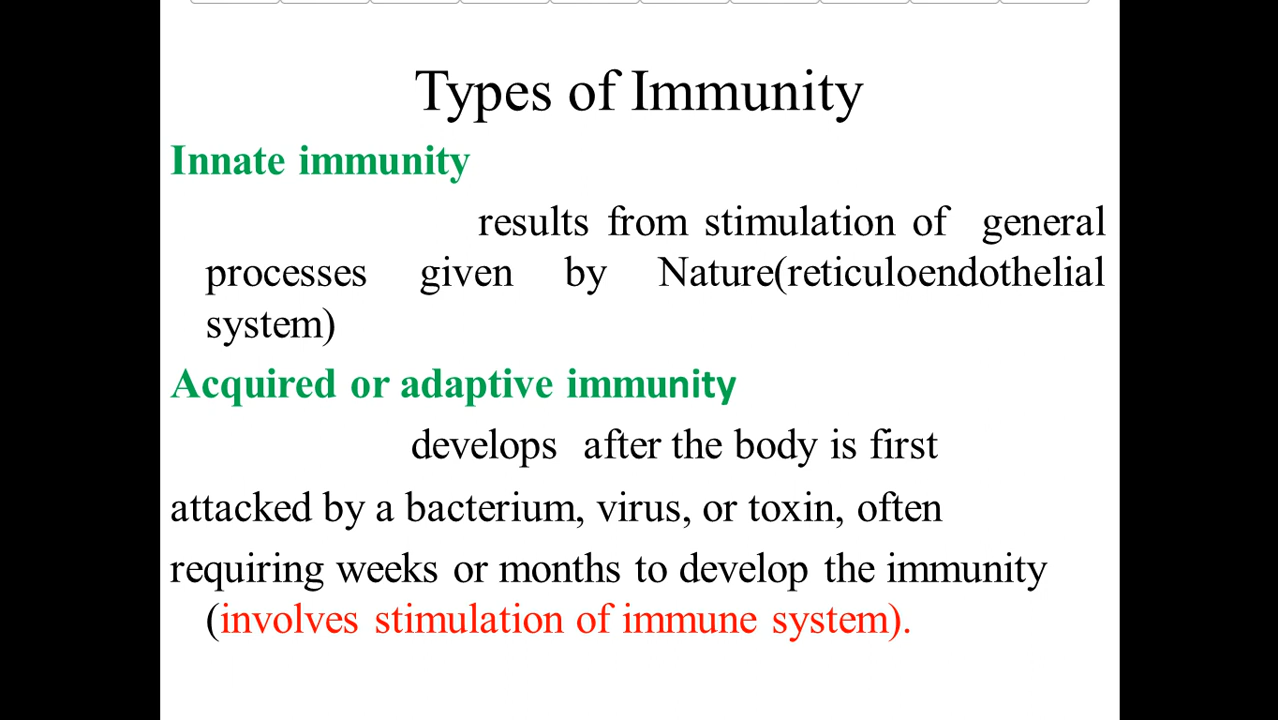 Types of Immunity
Innate immunity
results from stimulation of general
processes given by Nature(reticuloendothelial
system)
Acquired or adaptive immunity
develops after the body is first
attacked by a bacterium, virus, or toxin, often
requiring weeks or months to develop the immunity
(involves stimulation of immune system).